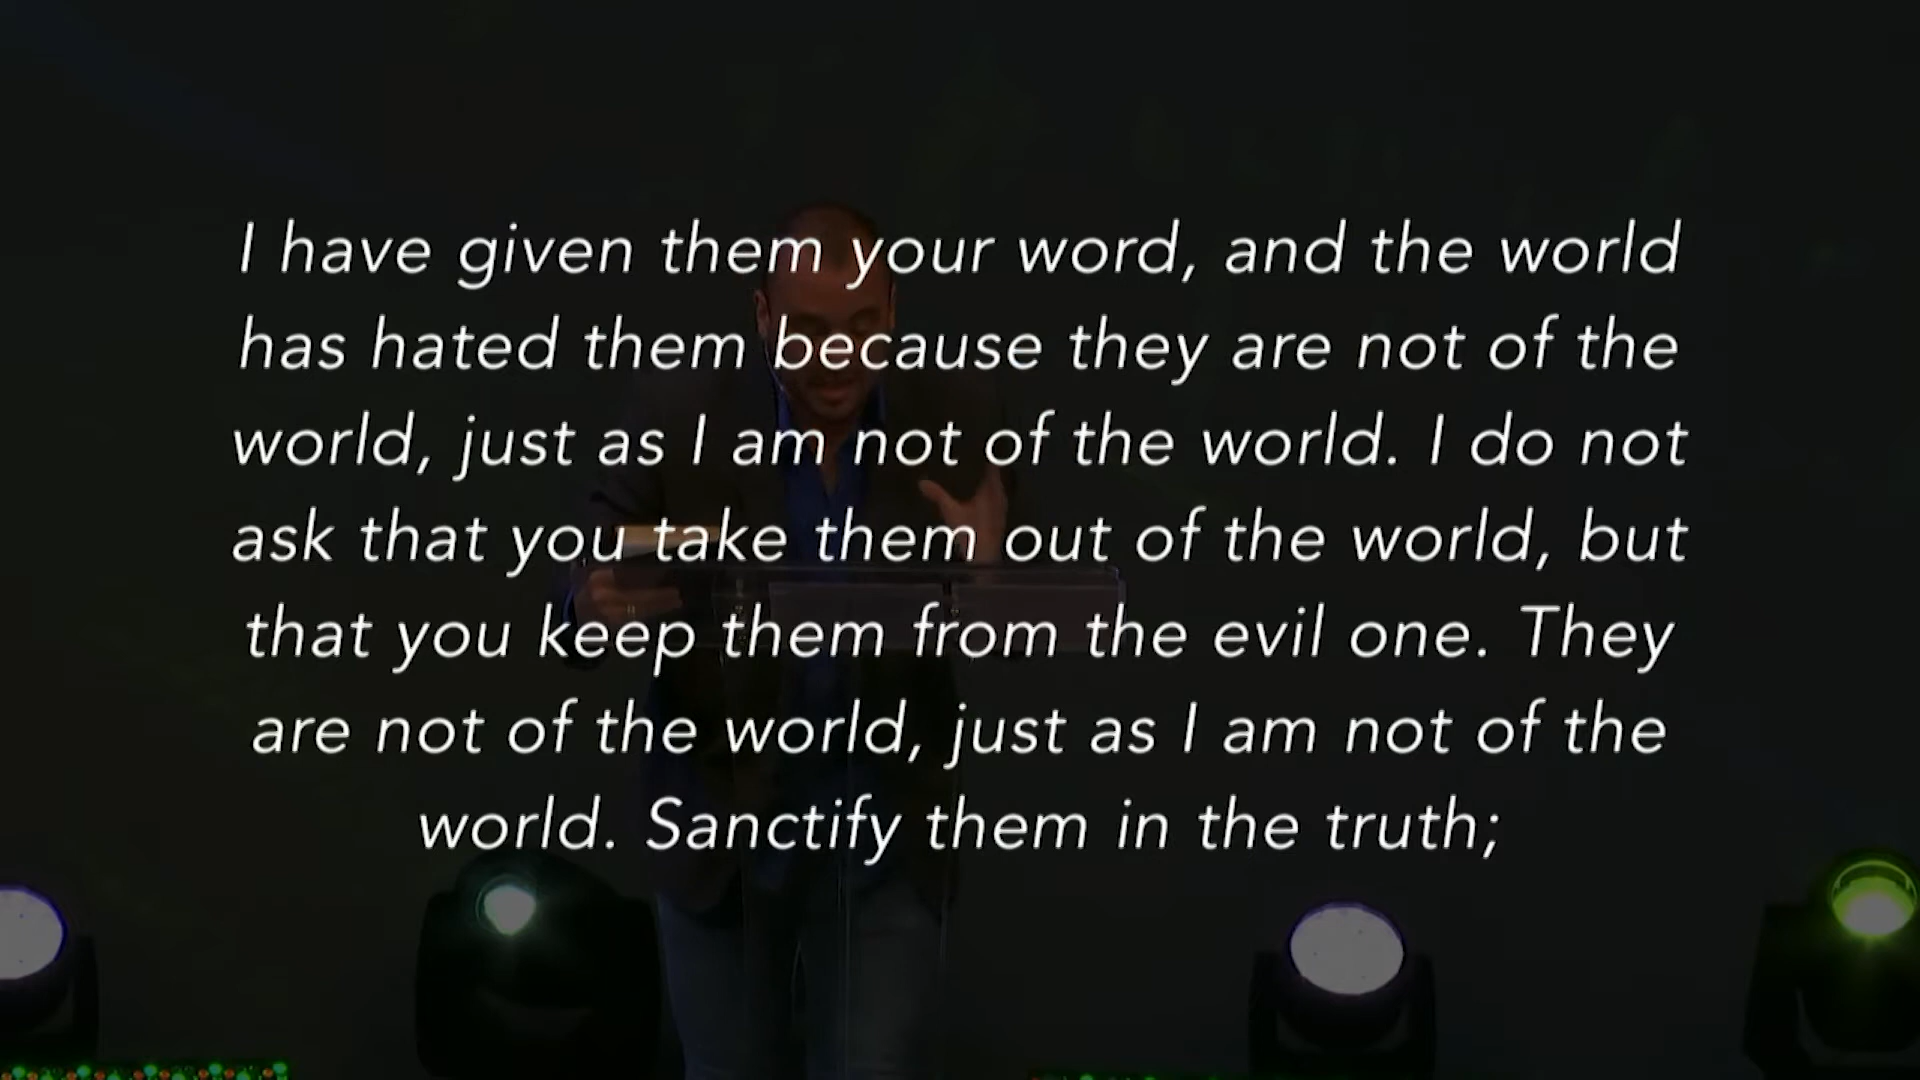 I have given them your word, and the world
has hated them because they are not of the
world, just as I am not of the world. I do not
ask that you take them out of the world, but
that you keep them from the evil one. They
are not of the world, just as I am not of the
world. Sanctify them in the truth;